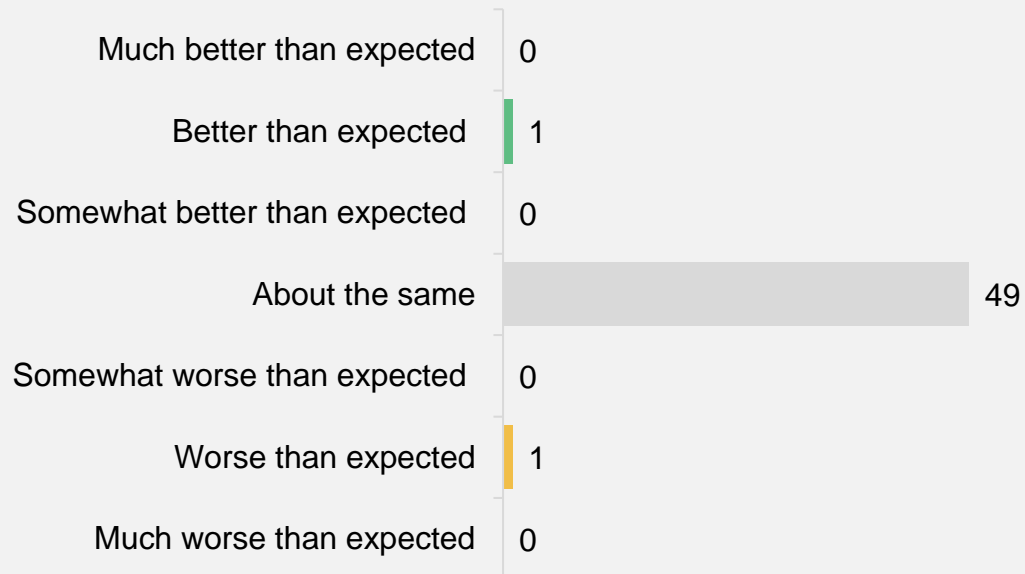 Much better than expected 0
Better than expected 1
Somewhat better than expected 0
About the same 49
Somewhat worse than expected 0
Worse than expected 1
Much worse than expected 0